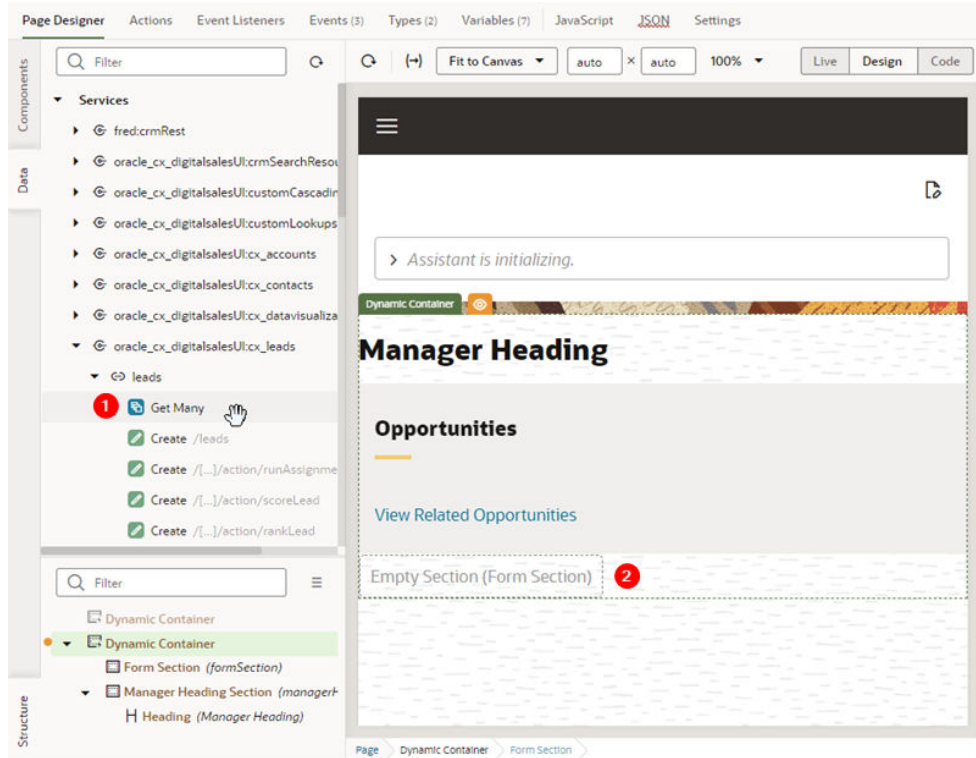 Page Designer Actions Event Listeners Events (3) Types (2) Variables (7) JavaScript JSON Settings
Components
Data
Structure
Filter
Services
fred:crmRest
oracle_cx_digitalsalesUI:crmSearchResou
oracle_cx_digitalsalesUI:customCascadin
oracle_cx_digitalsalesUI:customLookups
oracle_cx_digitalsalesUI:cx_accounts
oracle_cx_digitalsalesUI:cx_contacts
oracle_cx_digitalsalesUI:cx_datavisualiza
oracle_cx_digitalsalesUI:cx_leads
leads
1 Get Many
Create /leads
Create /[...]/action/runAssignme
Create /[...]/action/scoreLead
Create /[...]/action/rankLead
Filter
Dynamic Container
Dynamic Container
Form Section (formSection)
Manager Heading Section (managerH
H Heading (Manager Heading)
Fit to Canvas auto × auto 100% Live Design Code
Assistant is initializing.
Dynamic Container
Manager Heading
Opportunities
View Related Opportunities
Empty Section (Form Section) 2
Page Dynamic Container Form Section